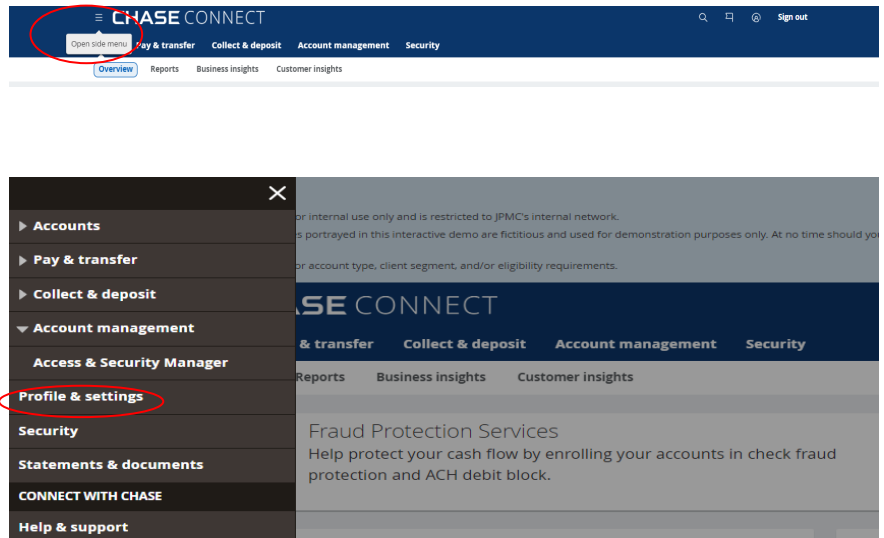 CHASE CONNECT
Sign out
Open side menu
Pay & transfer Collect & deposit Account management Security
Overview Reports Business insights Customer insights
Accounts
Pay & transfer
Collect & deposit
Account management
Access & Security Manager
Profile & settings
Security
Statements & documents
CONNECT WITH CHASE
Help & support
or internal use only and is restricted to JPMC's internal network.
s portrayed in this interactive demo are fictitious and used for demonstration purposes only. At no time should you
or account type, client segment, and/or eligibility requirements.
SE CONNECT
& transfer Collect & deposit Account management Security
Reports Business insights Customer insights
Fraud Protection Services
Help protect your cash flow by enrolling your accounts in check fraud
protection and ACH debit block.